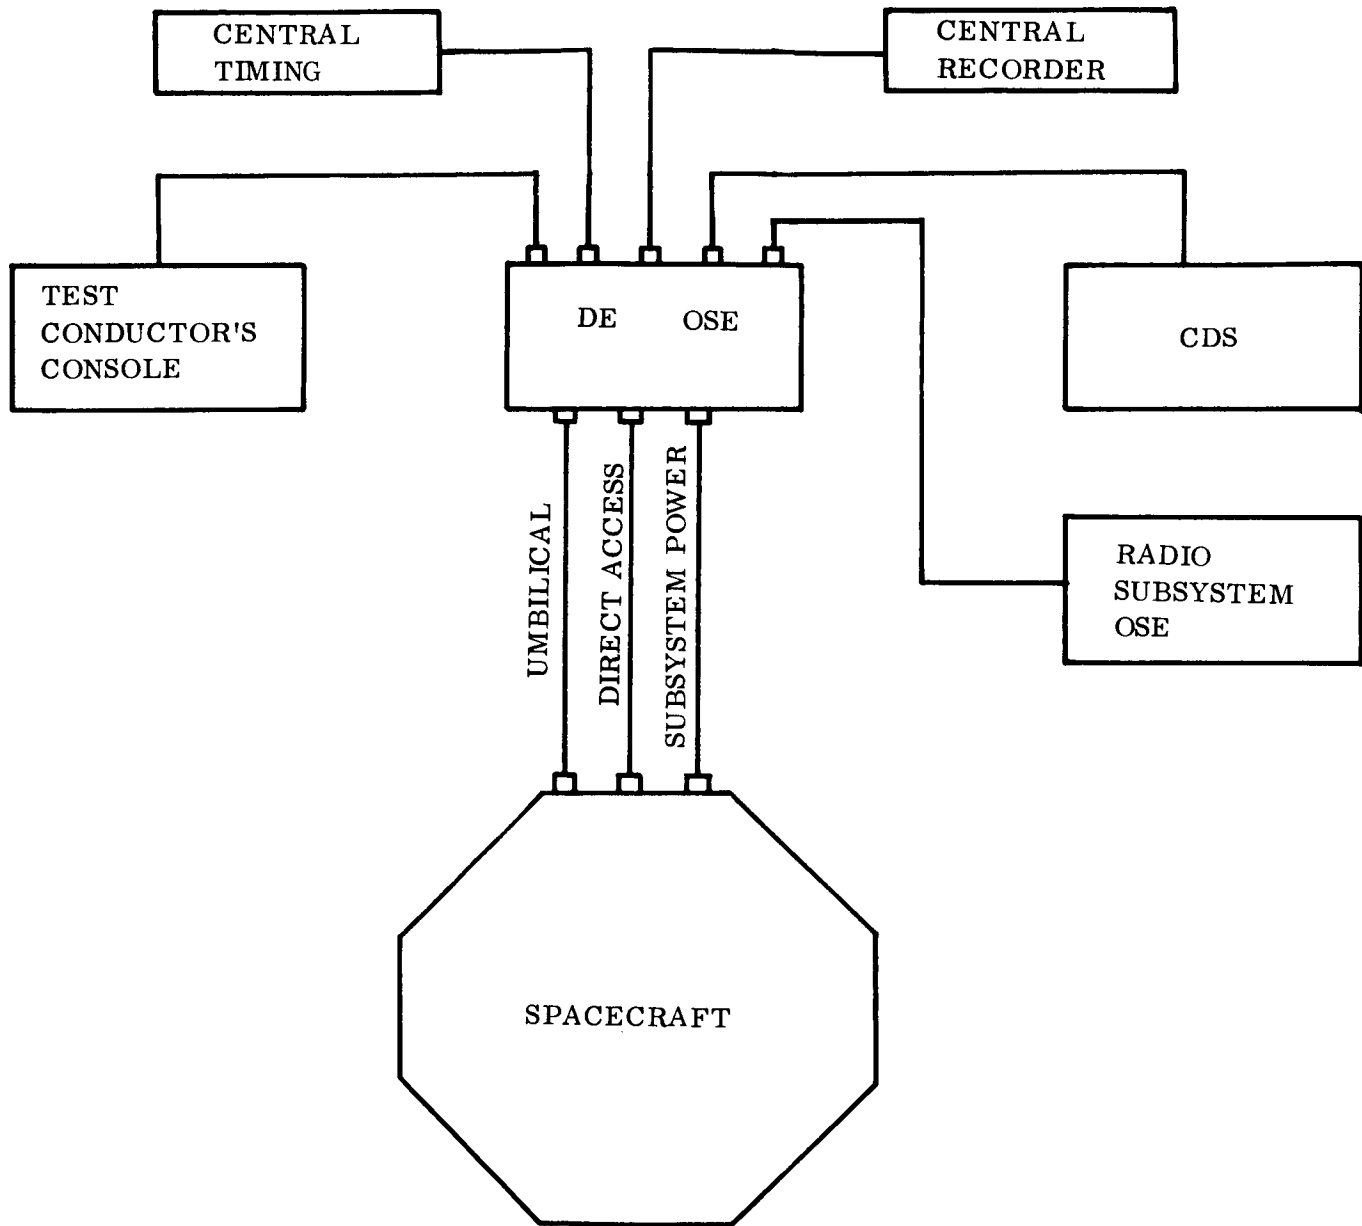 CENTRAL
TIMING
CENTRAL
RECORDER
TEST
CONDUCTOR'S
CONSOLE
DE OSE
CDS
UMBILICAL
DIRECT ACCESS
SUBSYSTEM POWER
RADIO
SUBSYSTEM
OSE
SPACECRAFT